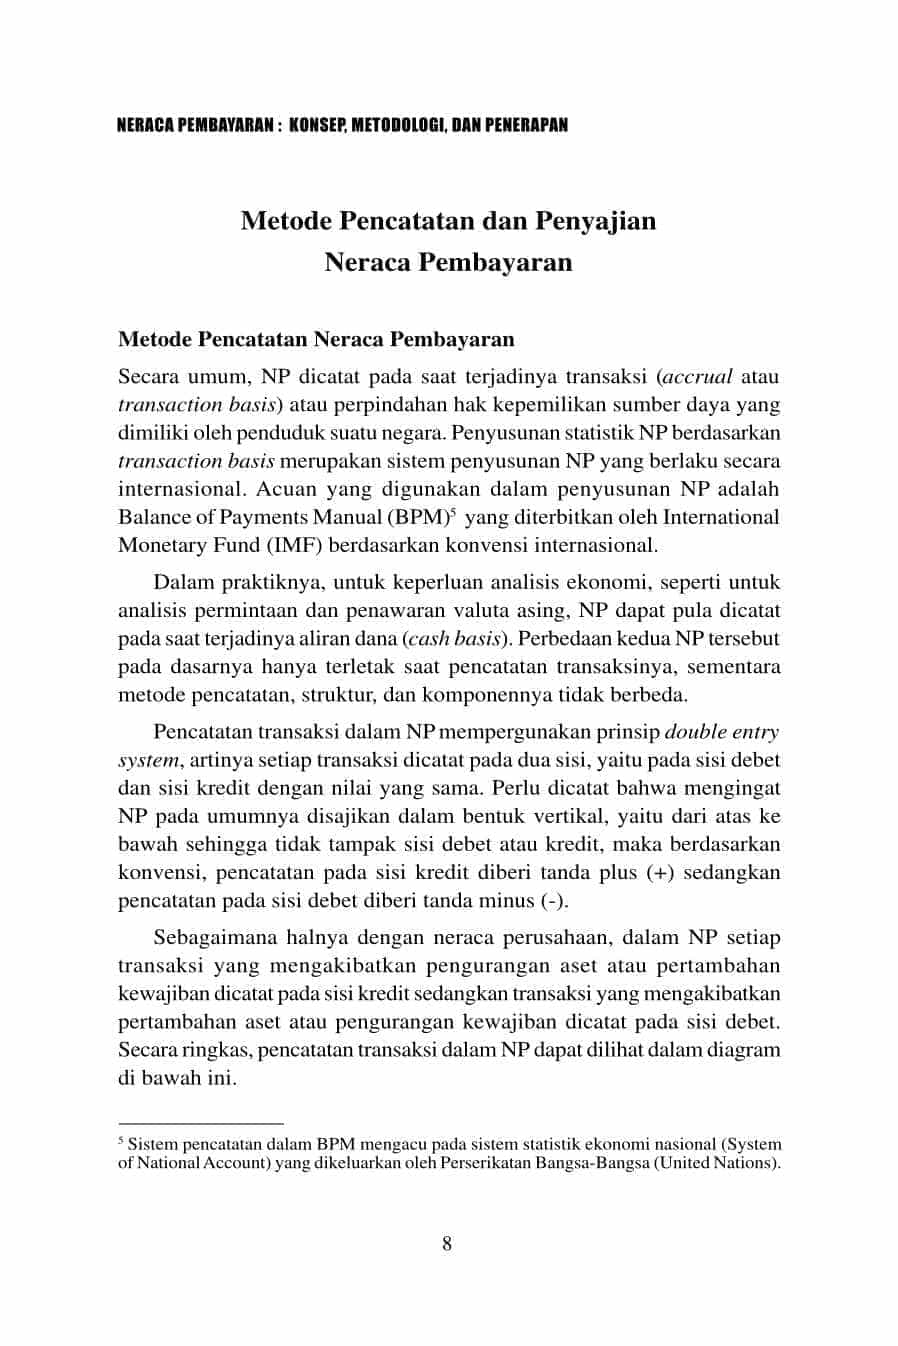 NERACA PEMBAYARAN : KONSEP, METODOLOGI, DAN PENERAPAN
Metode Pencatatan dan Penyajian
Neraca Pembayaran
Metode Pencatatan Neraca Pembayaran
Secara umum, NP dicatat pada saat terjadinya transaksi (accrual atau
transaction basis) atau perpindahan hak kepemilikan sumber daya yang
dimiliki oleh penduduk suatu negara. Penyusunan statistik NP berdasarkan
transaction basis merupakan sistem penyusunan NP yang berlaku secara
internasional. Acuan yang digunakan dalam penyusunan NP adalah
Balance of Payments Manual (BPM)⁵ yang diterbitkan oleh International
Monetary Fund (IMF) berdasarkan konvensi internasional.
Dalam praktiknya, untuk keperluan analisis ekonomi, seperti untuk
analisis permintaan dan penawaran valuta asing, NP dapat pula dicatat
pada saat terjadinya aliran dana (cash basis). Perbedaan kedua NP tersebut
pada dasarnya hanya terletak saat pencatatan transaksinya, sementara
metode pencatatan, struktur, dan komponennya tidak berbeda.
Pencatatan transaksi dalam NP mempergunakan prinsip double entry
system, artinya setiap transaksi dicatat pada dua sisi, yaitu pada sisi debet
dan sisi kredit dengan nilai yang sama. Perlu dicatat bahwa mengingat
NP pada umumnya disajikan dalam bentuk vertikal, yaitu dari atas ke
bawah sehingga tidak tampak sisi debet atau kredit, maka berdasarkan
konvensi, pencatatan pada sisi kredit diberi tanda plus (+) sedangkan
pencatatan pada sisi debet diberi tanda minus (-).
Sebagaimana halnya dengan neraca perusahaan, dalam NP setiap
transaksi yang mengakibatkan pengurangan aset atau pertambahan
kewajiban dicatat pada sisi kredit sedangkan transaksi yang mengakibatkan
pertambahan aset atau pengurangan kewajiban dicatat pada sisi debet.
Secara ringkas, pencatatan transaksi dalam NP dapat dilihat dalam diagram
di bawah ini.
⁵ Sistem pencatatan dalam BPM mengacu pada sistem statistik ekonomi nasional (System
of National Account) yang dikeluarkan oleh Perserikatan Bangsa-Bangsa (United Nations).
8